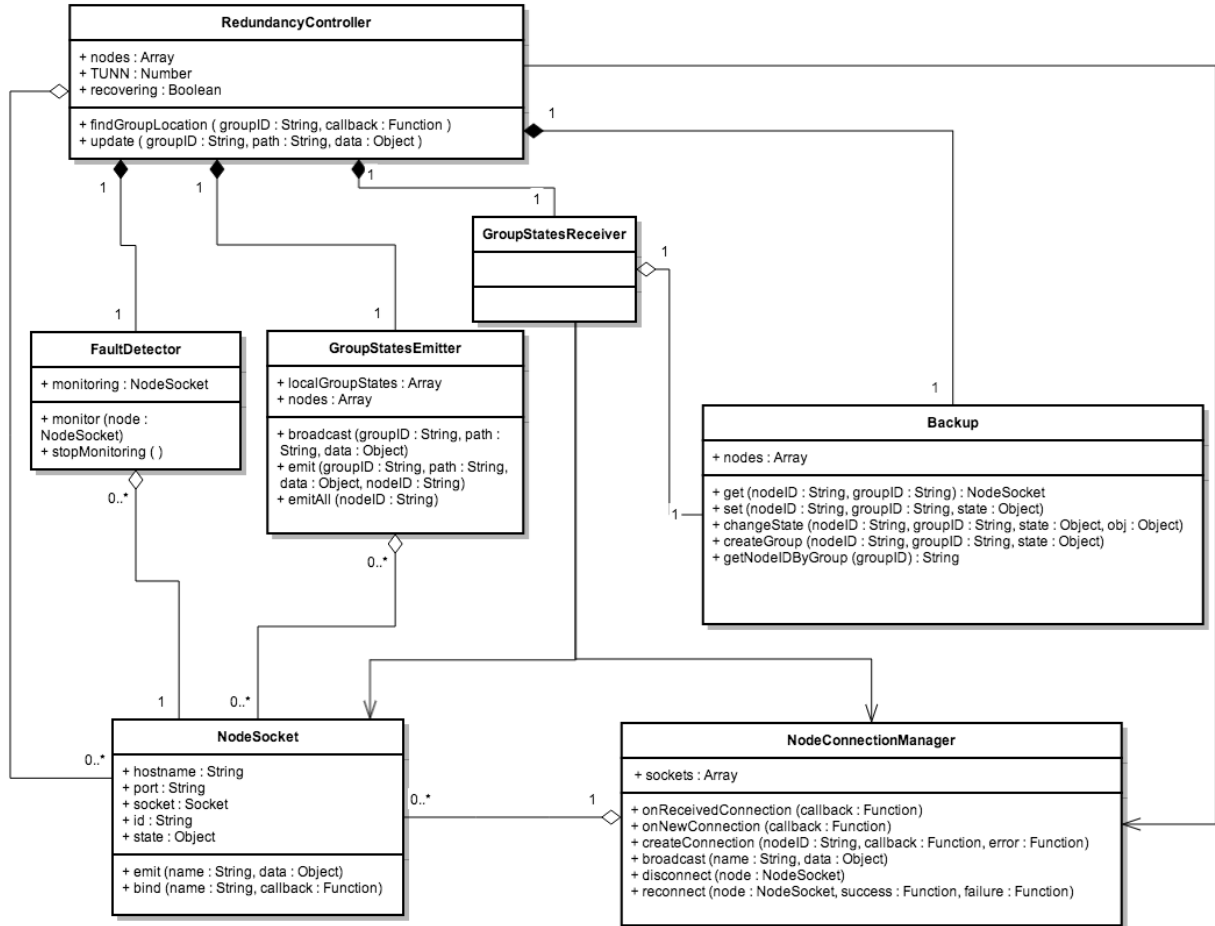 RedundancyController
+ nodes : Array
+ TUNN : Number
+ recovering : Boolean
+ findGroupLocation ( groupID : String, callback : Function )
+ update ( groupID : String, path : String, data : Object )
1
1
1
1
1
GroupStatesReceiver
1
1
1
FaultDetector
+ monitoring : NodeSocket
+ monitor (node :
NodeSocket)
+ stopMonitoring ( )
0..*
GroupStatesEmitter
+ localGroupStates : Array
+ nodes : Array
+ broadcast (groupID : String, path :
String, data : Object)
+ emit (groupID : String, path : String,
data : Object, nodeID : String)
+ emitAll (nodeID : String)
0..*
1
1
Backup
+ nodes : Array
+ get (nodeID : String, groupID : String) : NodeSocket
+ set (nodeID : String, groupID : String, state : Object)
+ changeState (nodeID : String, groupID : String, state : Object, obj : Object)
+ createGroup (nodeID : String, groupID : String, state : Object)
+ getNodeIDByGroup (groupID) : String
1
0..*
0..*
NodeSocket
+ hostname : String
+ port : String
+ socket : Socket
+ id : String
+ state : Object
+ emit (name : String, data : Object)
+ bind (name : String, callback : Function)
0..*
1
NodeConnectionManager
+ sockets : Array
+ onReceivedConnection (callback : Function)
+ onNewConnection (callback : Function)
+ createConnection (nodeID : String, callback : Function, error : Function)
+ broadcast (name : String, data : Object)
+ disconnect (node : NodeSocket)
+ reconnect (node : NodeSocket, success : Function, failure : Function)